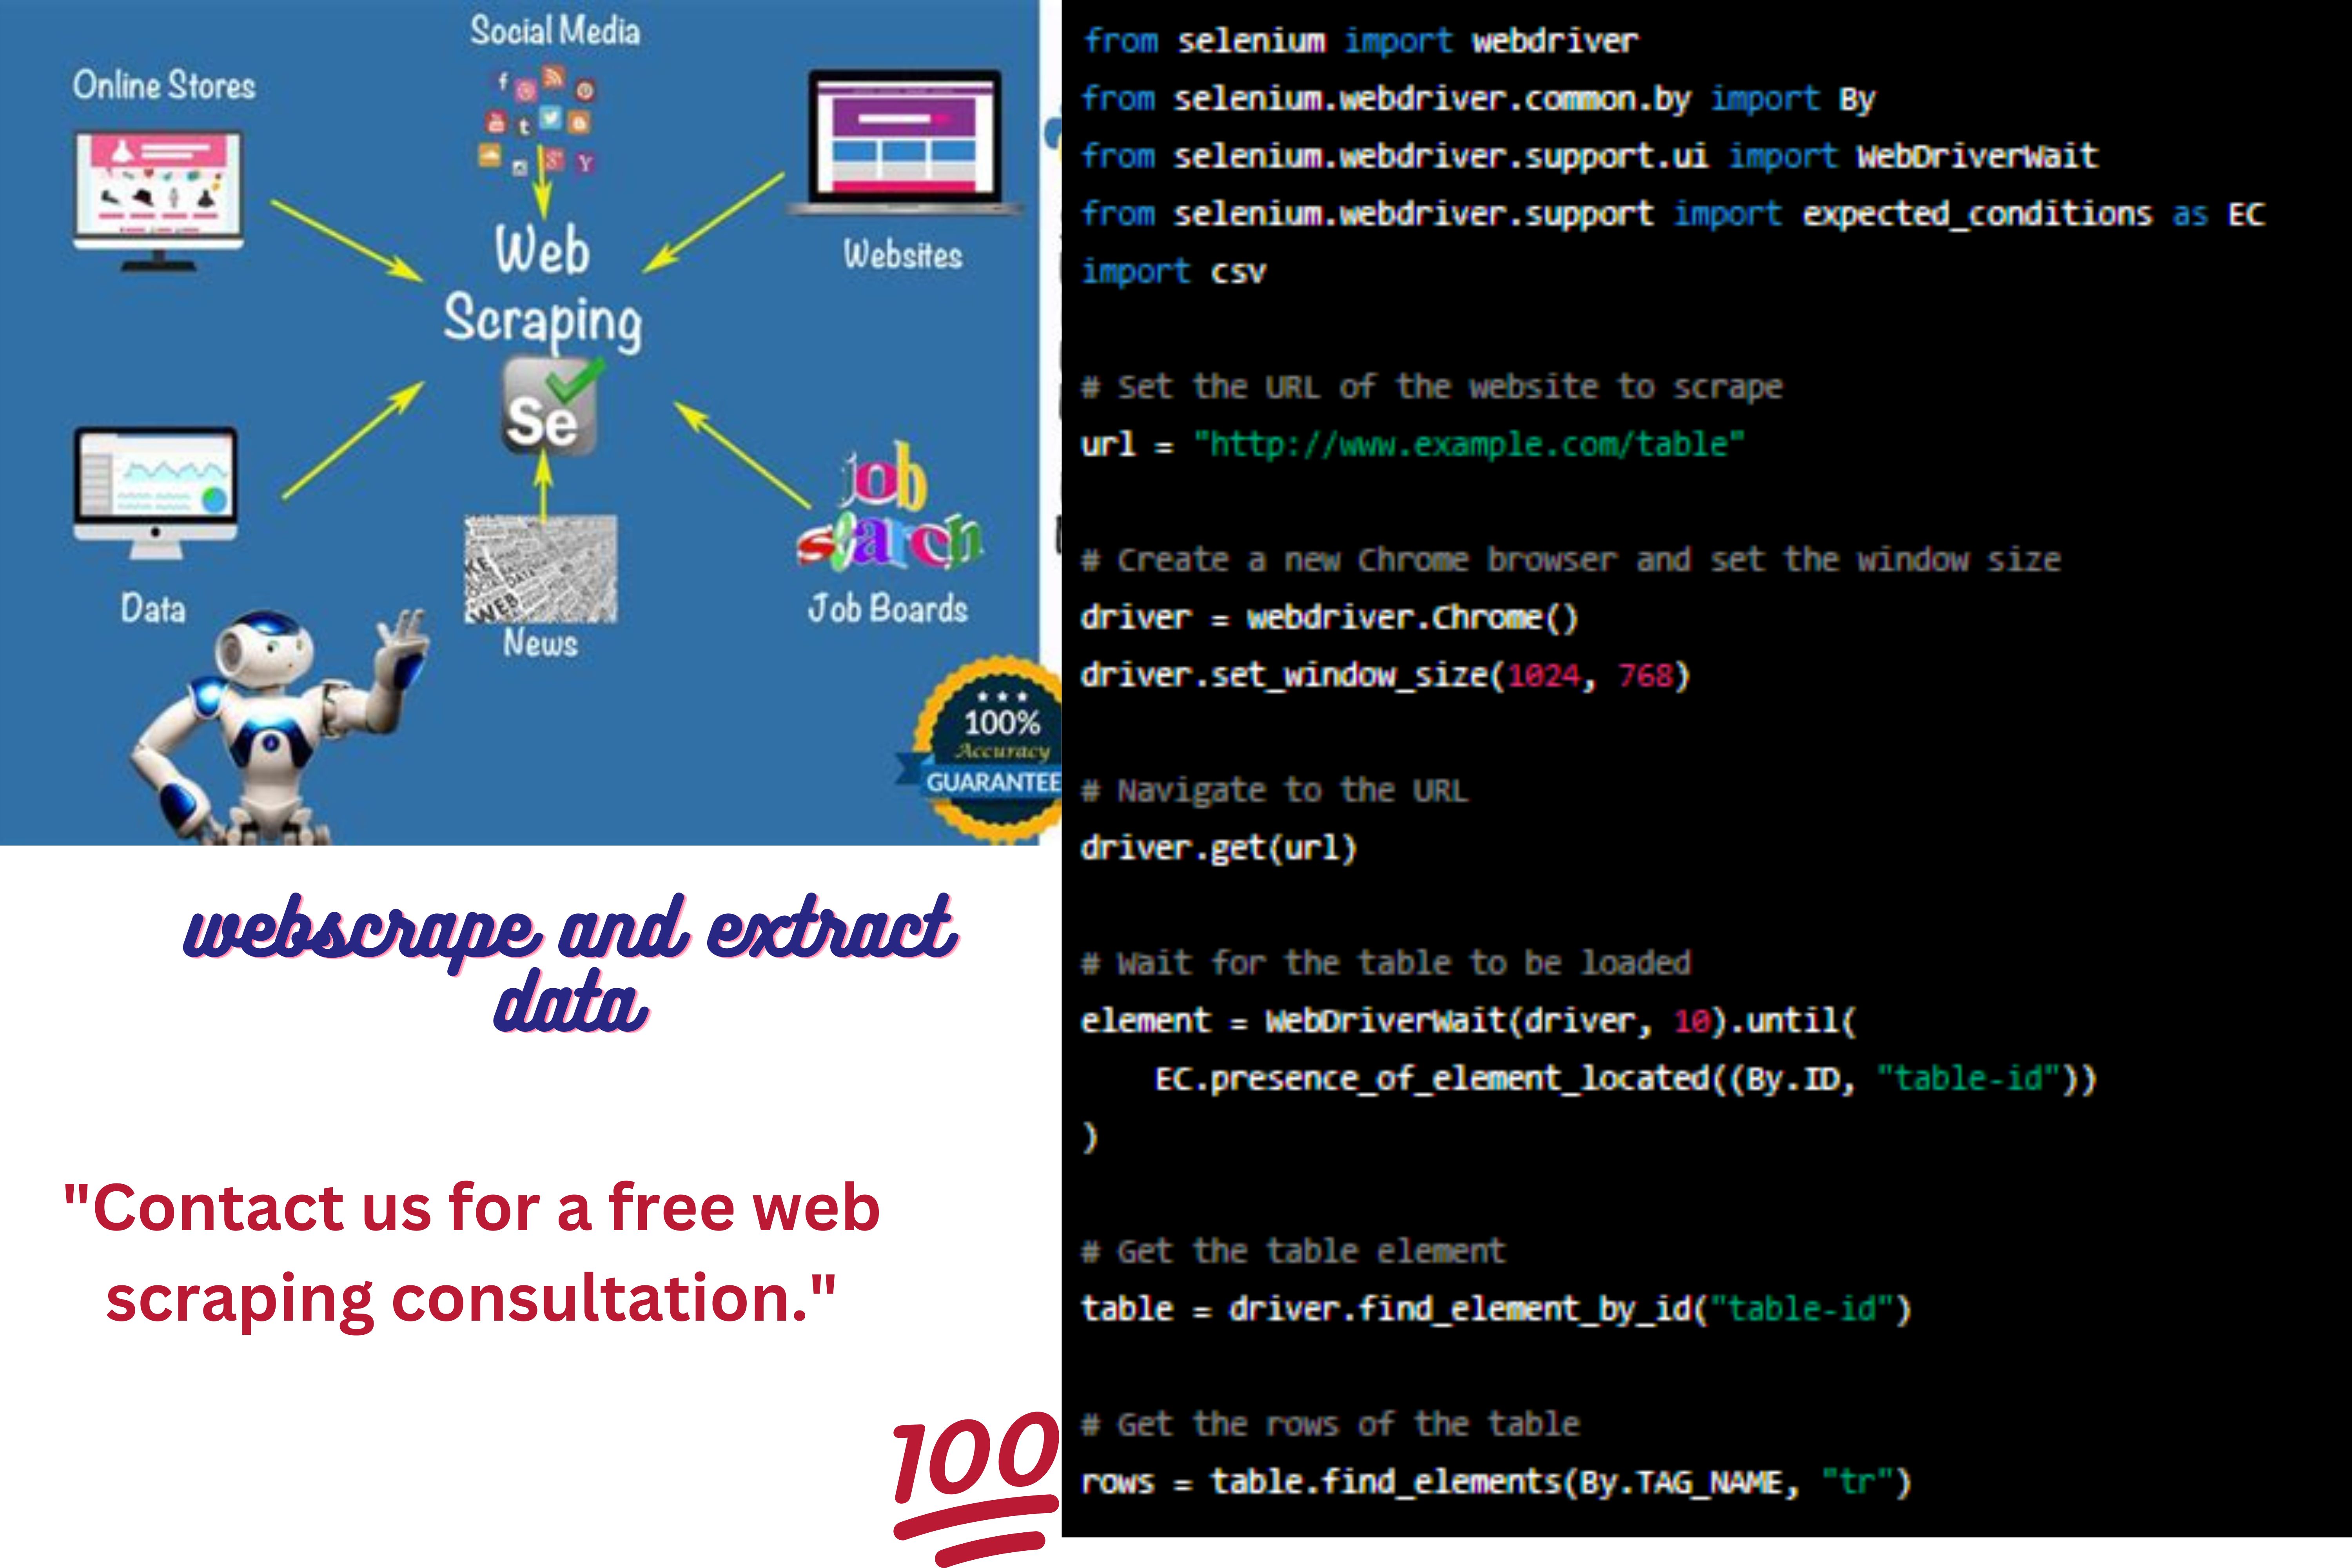 Social Media
Online Stores
Websites
Web
Scraping
Se
Data
News
job
search
Job Boards
100%
Accuracy
GUARANTEE
webscrape and extract
data
"Contact us for a free web
scraping consultation."
100
from selenium import webdriver
from selenium.webdriver.common.by import By
from selenium.webdriver.support.ui import WebDriverWait
from selenium.webdriver.support import expected_conditions as EC
import csv
# Set the URL of the website to scrape
url = "http://www.example.com/table"
# Create a new Chrome browser and set the window size
driver = webdriver.Chrome()
driver.set_window_size(1024, 768)
# Navigate to the URL
driver.get(url)
# Wait for the table to be loaded
element = WebDriverWait(driver, 10).until(
    EC.presence_of_element_located((By.ID, "table-id"))
)
# Get the table element
table = driver.find_element_by_id("table-id")
# Get the rows of the table
rows = table.find_elements(By.TAG_NAME, "tr")